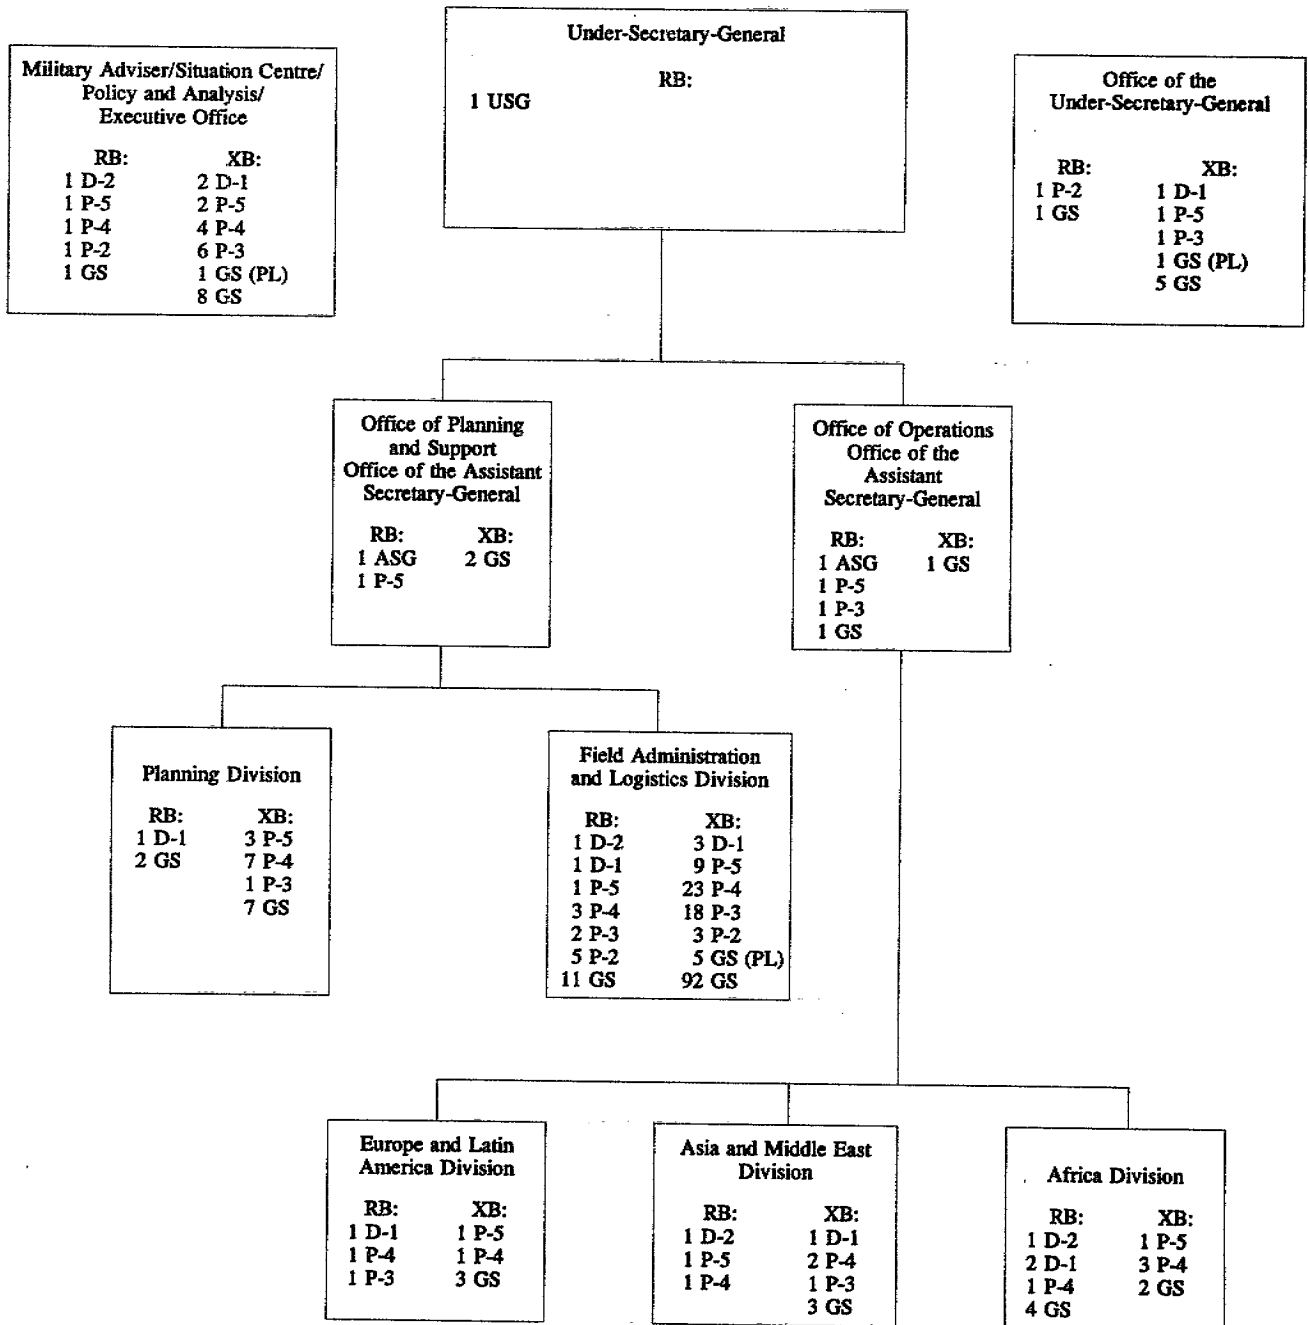 Under-Secretary-General
RB:
1 USG
Military Adviser/Situation Centre/
Policy and Analysis/
Executive Office
RB: XB:
1 D-2 2 D-1
1 P-5 2 P-5
1 P-4 4 P-4
1 P-2 6 P-3
1 GS 1 GS (PL)
8 GS
Office of the
Under-Secretary-General
RB: XB:
1 P-2 1 D-1
1 GS 1 P-5
1 P-3
1 GS (PL)
5 GS
Office of Planning
and Support
Office of the Assistant
Secretary-General
RB: XB:
1 ASG 2 GS
1 P-5
Office of Operations
Office of the
Assistant
Secretary-General
RB: XB:
1 ASG 1 GS
1 P-5
1 P-3
1 GS
Planning Division
RB: XB:
1 D-1 3 P-5
2 GS 7 P-4
1 P-3
7 GS
Field Administration
and Logistics Division
RB: XB:
1 D-2 3 D-1
1 D-1 9 P-5
1 P-5 23 P-4
3 P-4 18 P-3
2 P-3 3 P-2
5 P-2 5 GS (PL)
11 GS 92 GS
Europe and Latin
America Division
RB: XB:
1 D-1 1 P-5
1 P-4 1 P-4
1 P-3 3 GS
Asia and Middle East
Division
RB: XB:
1 D-2 1 D-1
1 P-5 2 P-4
1 P-4 1 P-3
3 GS
Africa Division
RB: XB:
1 D-2 1 P-5
2 D-1 3 P-4
1 P-4 2 GS
4 GS